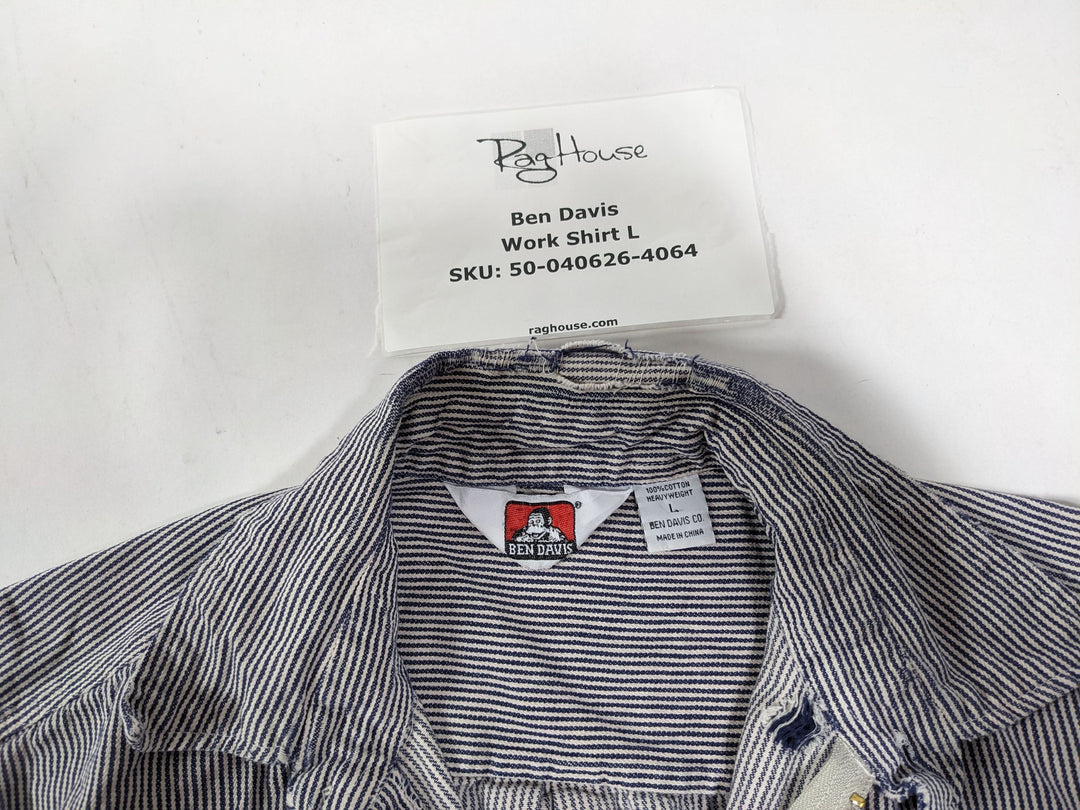 RagHouse
Ben Davis
Work Shirt L
SKU: 50-040626-4064
raghouse.com
BEN DAVIS
®
100% COTTON
HEAVYWEIGHT
L
BEN DAVIS CO.
MADE IN CHINA